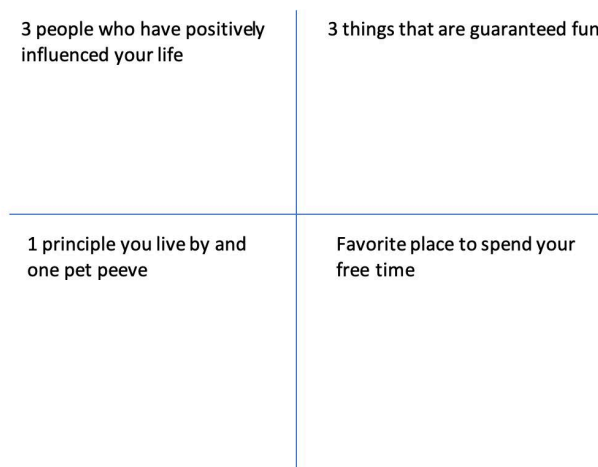 3 people who have positively
influenced your life
3 things that are guaranteed fun
1 principle you live by and
one pet peeve
Favorite place to spend your
free time